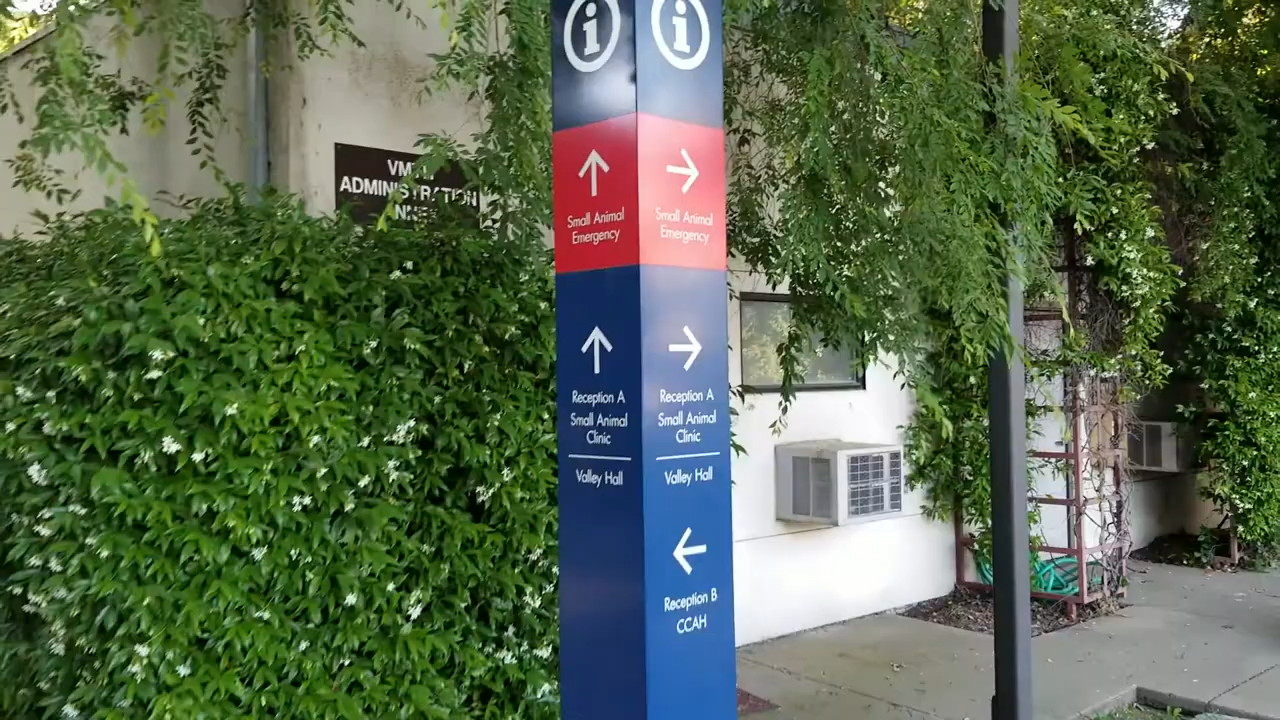 i
i
ADMINISTRATION
Small Animal
Emergency
Reception A
Small Animal
Clinic
Valley Hall
Small Animal
Emergency
Reception A
Small Animal
Clinic
Valley Hall
Reception B
CCAH